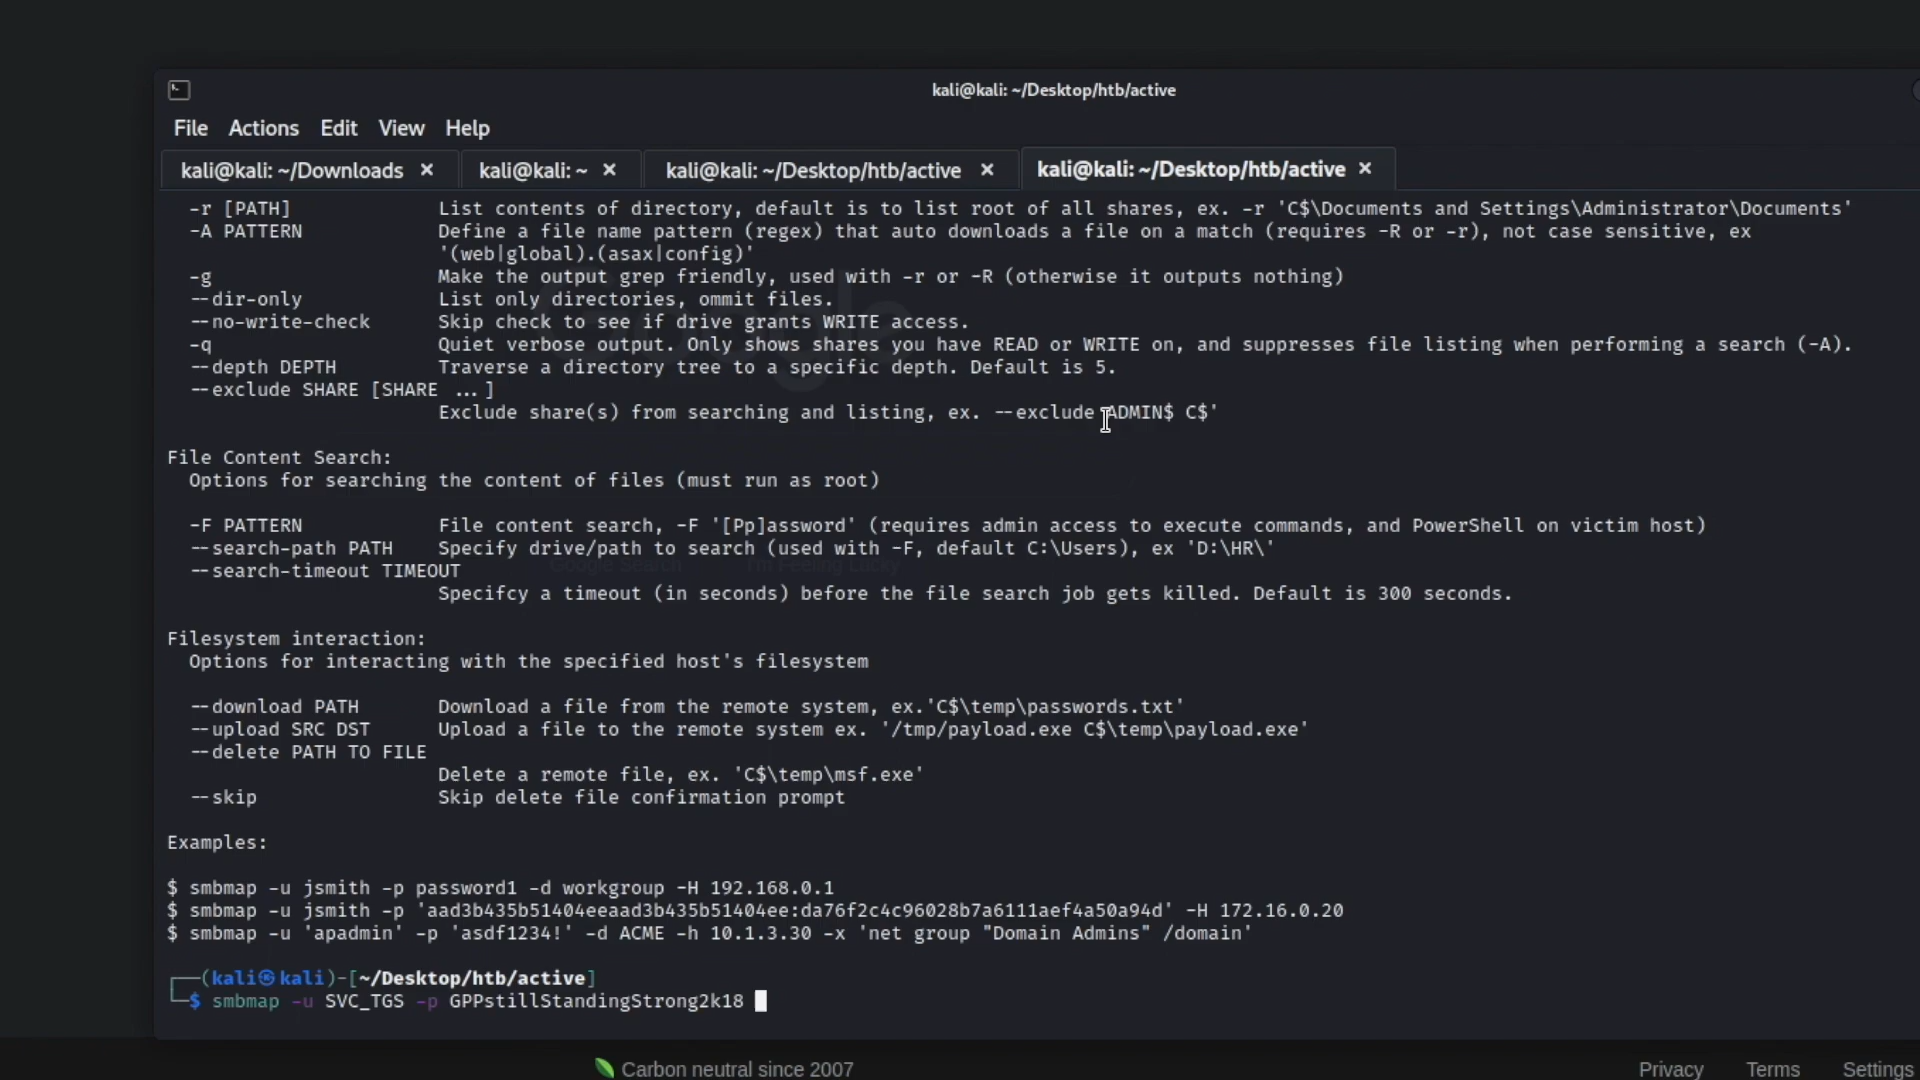 kali@kali: ~/Desktop/htb/active
File Actions Edit View Help
kali@kali: ~/Downloads × kali@kali: ~ × kali@kali: ~/Desktop/htb/active × kali@kali: ~/Desktop/htb/active ×
-r [PATH] List contents of directory, default is to list root of all shares, ex. -r 'C$\Documents and Settings\Administrator\Documents'
-A PATTERN Define a file name pattern (regex) that auto downloads a file on a match (requires -R or -r), not case sensitive, ex
'(web|global).(asax|config)'
-g Make the output grep friendly, used with -r or -R (otherwise it outputs nothing)
--dir-only List only directories, ommit files.
--no-write-check Skip check to see if drive grants WRITE access.
-q Quiet verbose output. Only shows shares you have READ or WRITE on, and suppresses file listing when performing a search (-A).
--depth DEPTH Traverse a directory tree to a specific depth. Default is 5.
--exclude SHARE [SHARE ...]
Exclude share(s) from searching and listing, ex. --exclude ADMIN$ C$'
File Content Search:
Options for searching the content of files (must run as root)
-F PATTERN File content search, -F '[Pp]assword' (requires admin access to execute commands, and PowerShell on victim host)
--search-path PATH Specify drive/path to search (used with -F, default C:\Users), ex 'D:\HR\'
Google Search I'm Feeling Lucky
--search-timeout TIMEOUT
Specifcy a timeout (in seconds) before the file search job gets killed. Default is 300 seconds.
Filesystem interaction:
Options for interacting with the specified host's filesystem
--download PATH Download a file from the remote system, ex.'C$\temp\passwords.txt'
--upload SRC DST Upload a file to the remote system ex. '/tmp/payload.exe C$\temp\payload.exe'
--delete PATH TO FILE
Delete a remote file, ex. 'C$\temp\msf.exe'
--skip Skip delete file confirmation prompt
Examples:
$ smbmap -u jsmith -p password1 -d workgroup -H 192.168.0.1
$ smbmap -u jsmith -p 'aad3b435b51404eeaad3b435b51404ee:da76f2c4c96028b7a6111aef4a50a94d' -H 172.16.0.20
$ smbmap -u 'apadmin' -p 'asdf1234!' -d ACME -h 10.1.3.30 -x 'net group "Domain Admins" /domain'
┌──(kali㉿kali)-[~/Desktop/htb/active]
└─$ smbmap -u SVC_TGS -p GPPstillStandingStrong2k18
Carbon neutral since 2007 Privacy Terms Settings